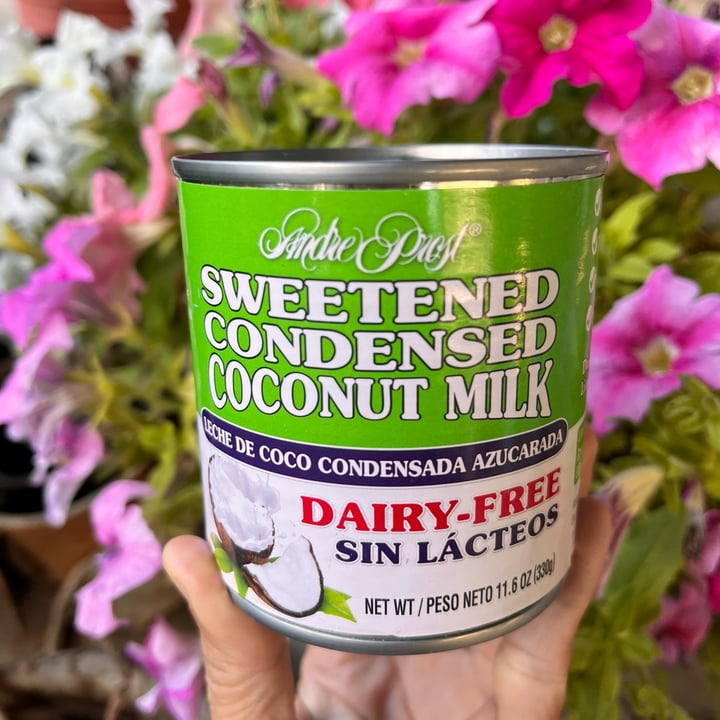 Andre Prost®
SWEETENED
CONDENSED
COCONUT MILK
LECHE DE COCO CONDENSADA AZUCARADA
DAIRY-FREE
SIN LÁCTEOS
NET WT / PESO NETO 11.6 OZ (330g)